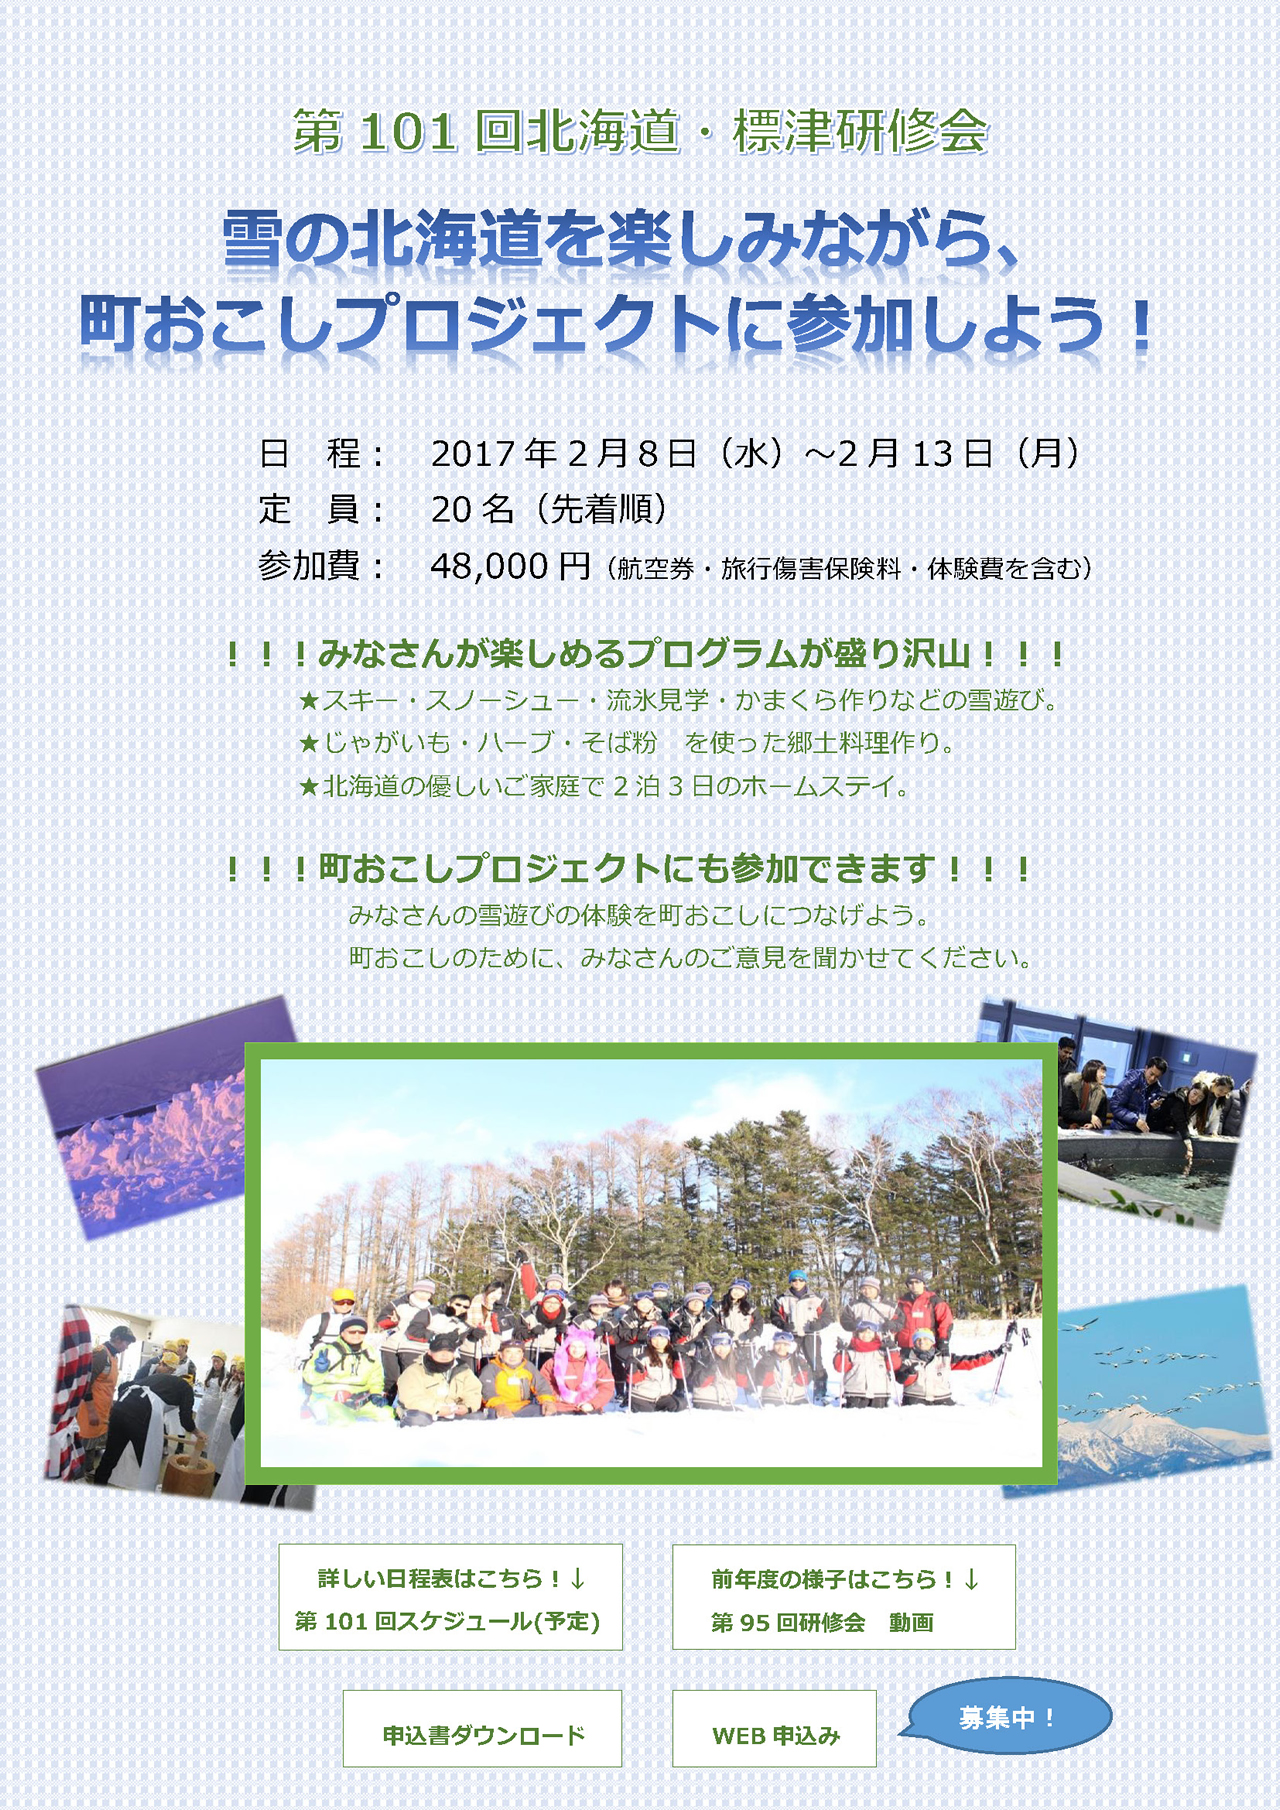 第 101 回北海道・標津研修会
雪の北海道を楽しみながら、
町おこしプロジェクトに参加しよう！
日　程：　2017 年 2 月 8 日（水）～2 月 13 日（月）
定　員：　20 名（先着順）
参加費：　48,000 円（航空券・旅行傷害保険料・体験費を含む）
！！！みなさんが楽しめるプログラムが盛り沢山！！！
★スキー・スノーシュー・流氷見学・かまくら作りなどの雪遊び。
★じゃがいも・ハーブ・そば粉　を使った郷土料理作り。
★北海道の優しいご家庭で 2 泊 3 日のホームステイ。
！！！町おこしプロジェクトにも参加できます！！！
みなさんの雪遊びの体験を町おこしにつなげよう。
町おこしのために、みなさんのご意見を聞かせてください。
詳しい日程表はこちら！↓
第 101 回スケジュール(予定)
前年度の様子はこちら！↓
第 95 回研修会　動画
申込書ダウンロード
WEB 申込み
募集中！